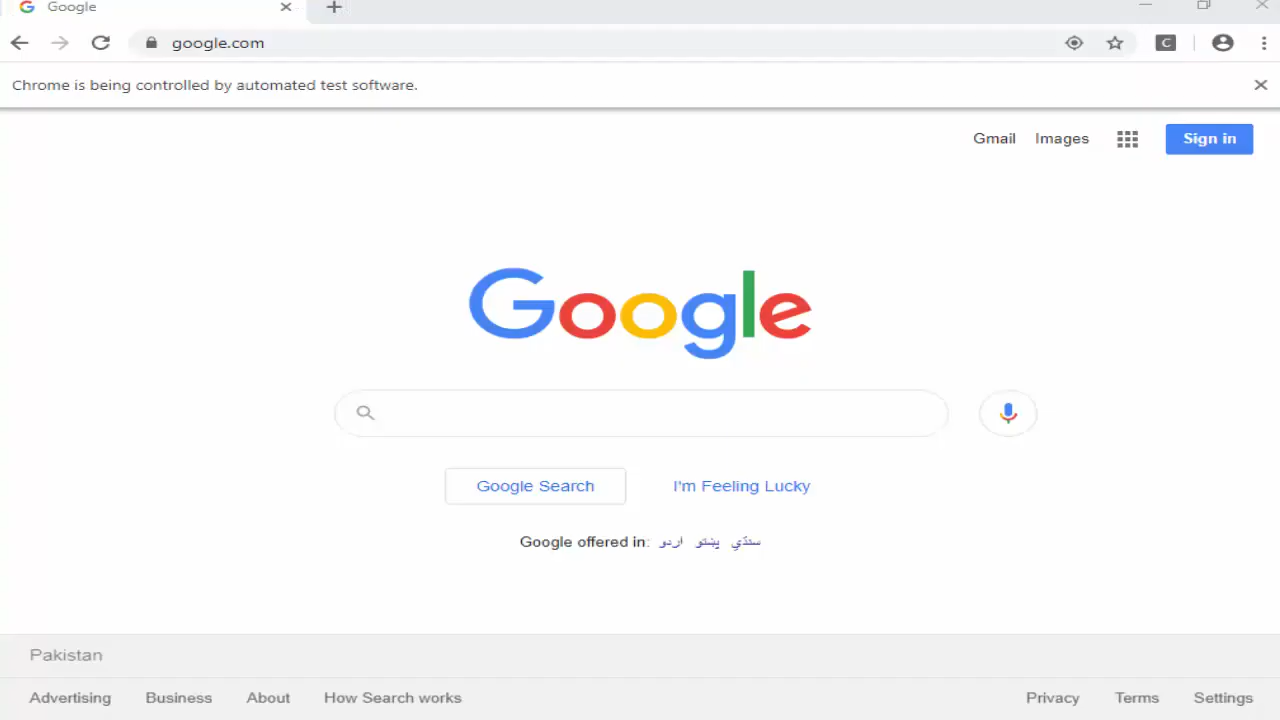 Google
google.com
C
Chrome is being controlled by automated test software.
Gmail Images Sign in
Google
Google Search I'm Feeling Lucky
Google offered in: اردو پښتو سنڌي
Pakistan
Advertising Business About How Search works Privacy Terms Settings